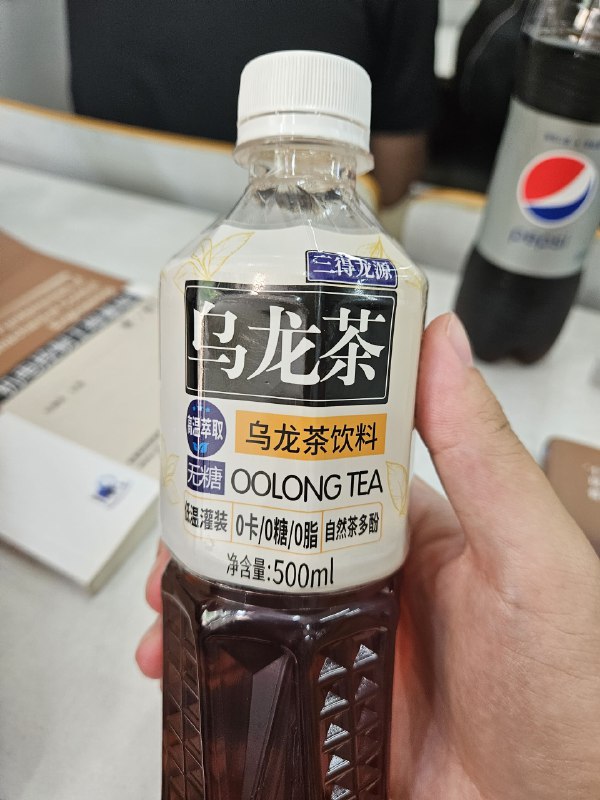 三得龙源
乌龙茶
高温萃取
乌龙茶饮料
无糖
OOLONG TEA
低温灌装
0卡/0糖/0脂
自然茶多酚
净含量:500ml
pepsi